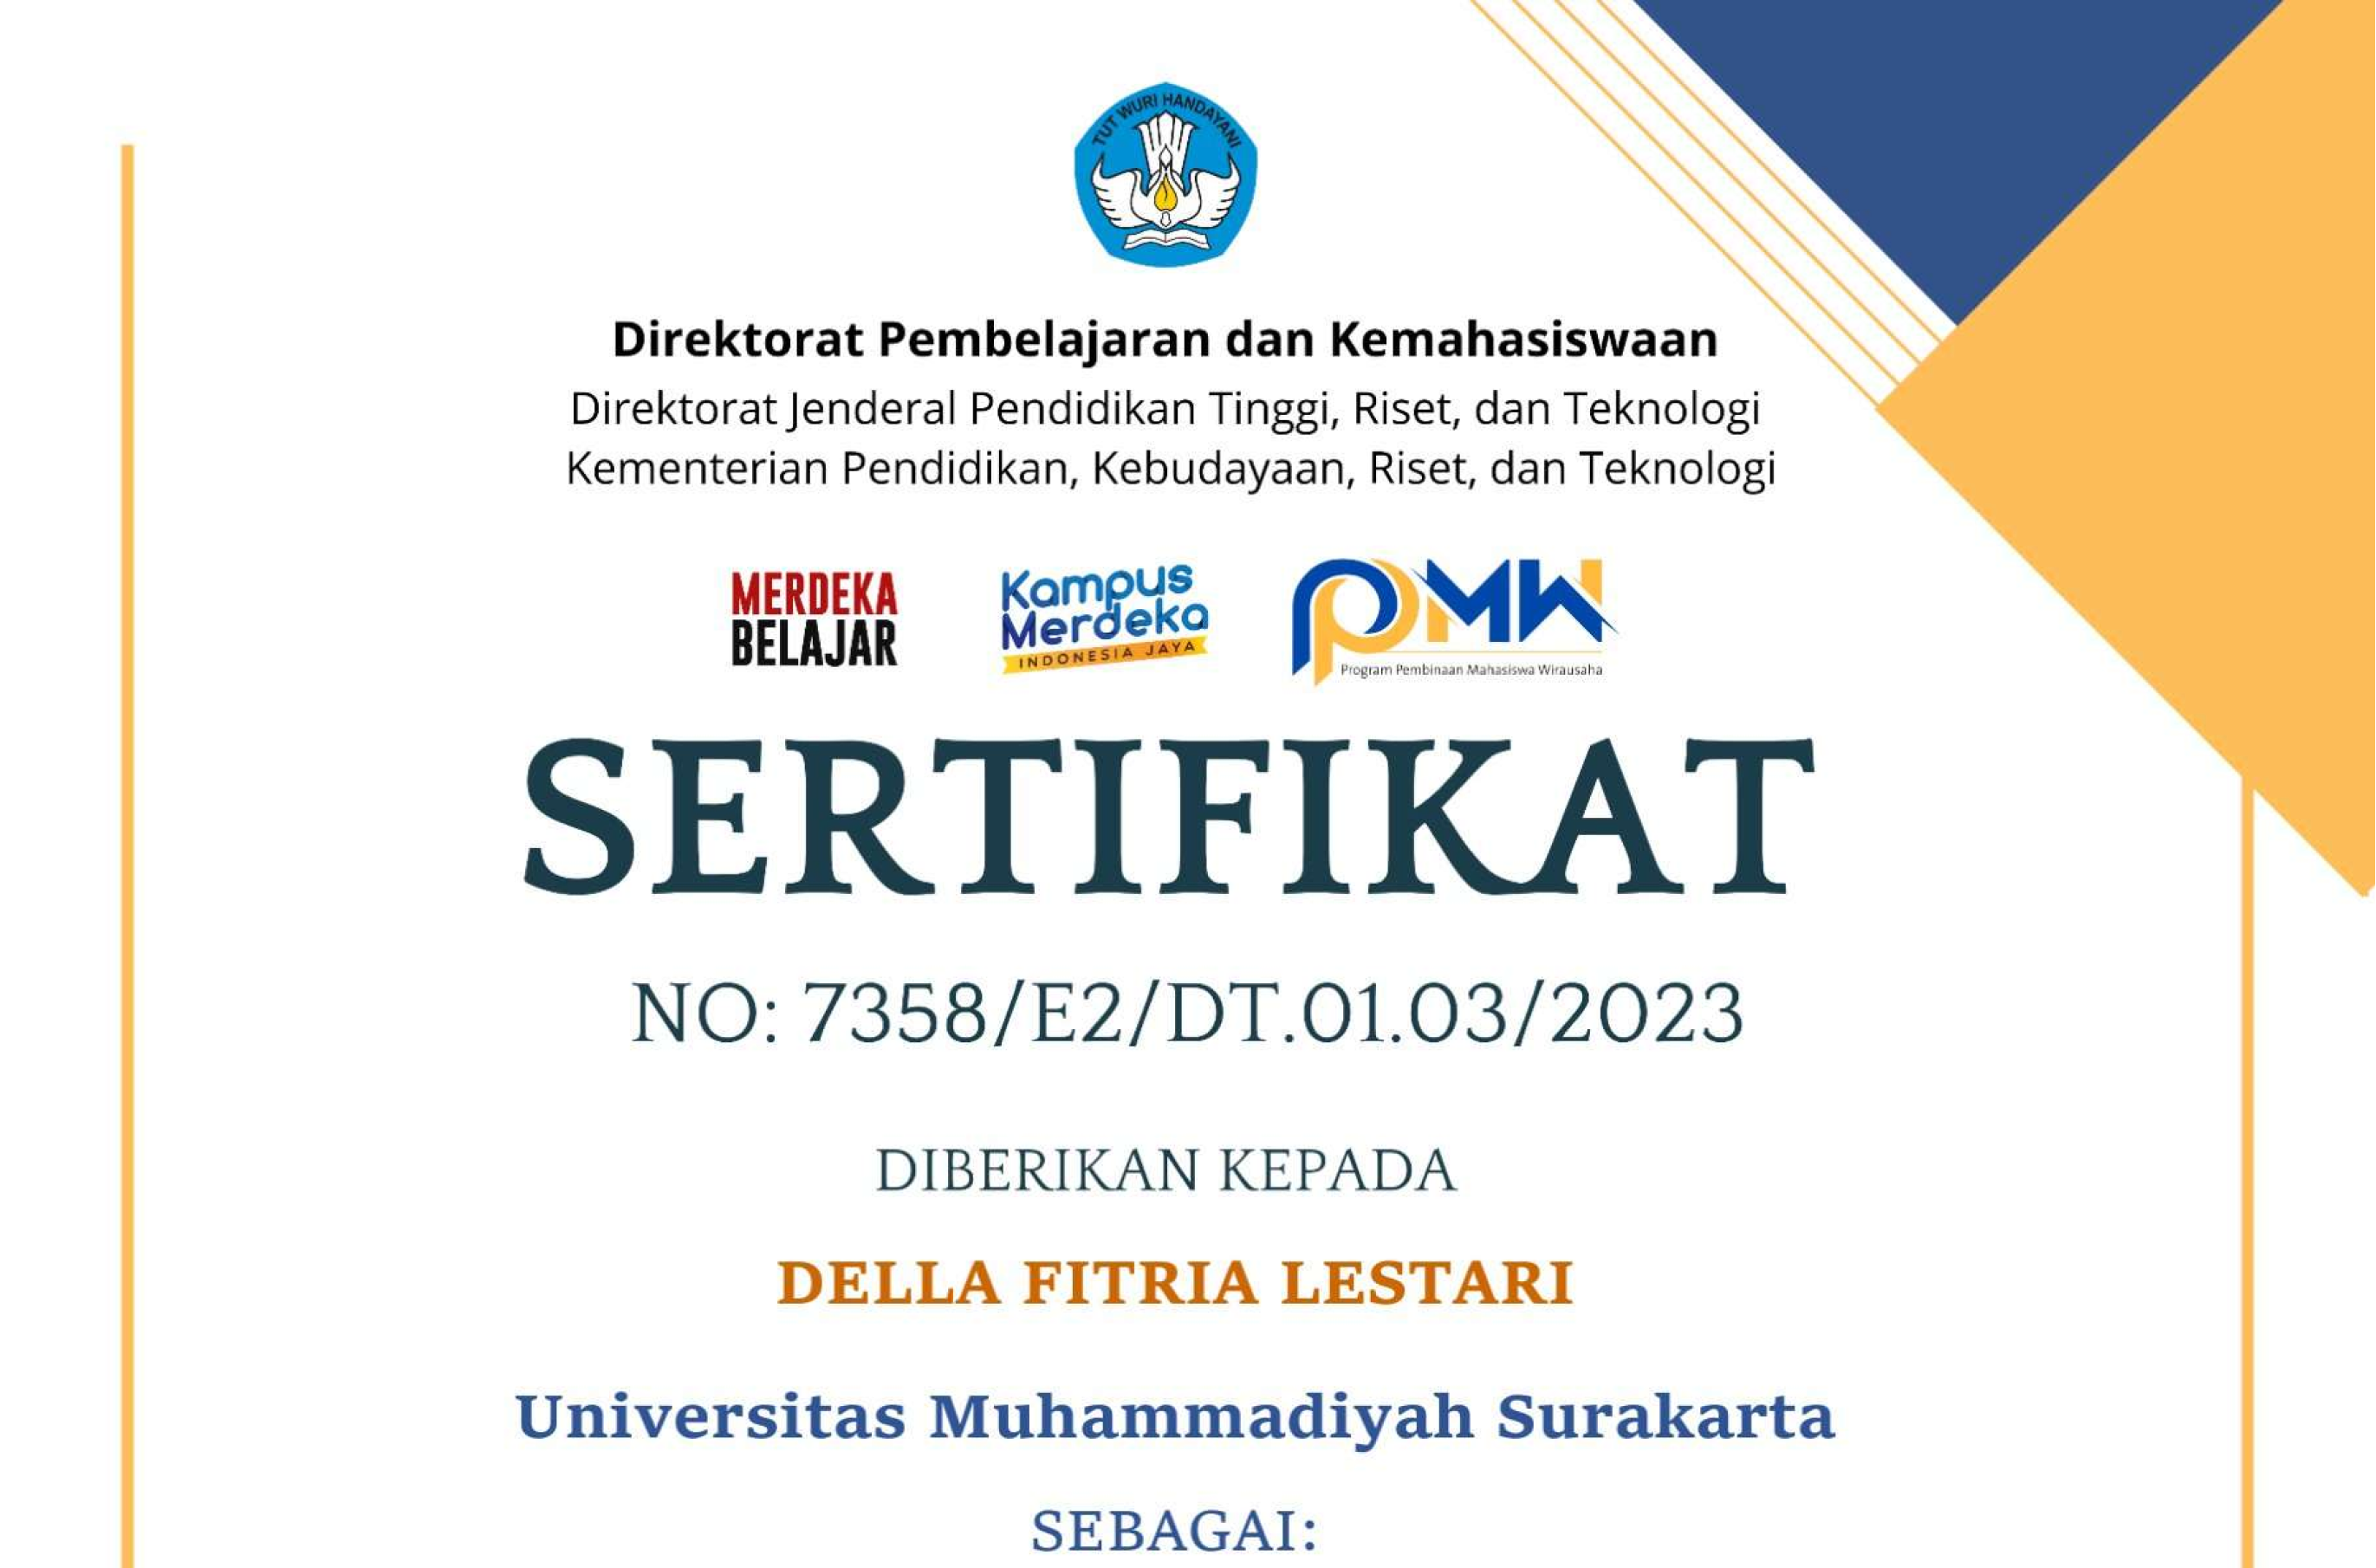 TUT WURI HANDAYANI
Direktorat Pembelajaran dan Kemahasiswaan
Direktorat Jenderal Pendidikan Tinggi, Riset, dan Teknologi
Kementerian Pendidikan, Kebudayaan, Riset, dan Teknologi
MERDEKA
BELAJAR
Kampus
Merdeka
INDONESIA JAYA
PMW
Program Pembinaan Mahasiswa Wirausaha
SERTIFIKAT
NO: 7358/E2/DT.01.03/2023
DIBERIKAN KEPADA
DELLA FITRIA LESTARI
Universitas Muhammadiyah Surakarta
SEBAGAI: